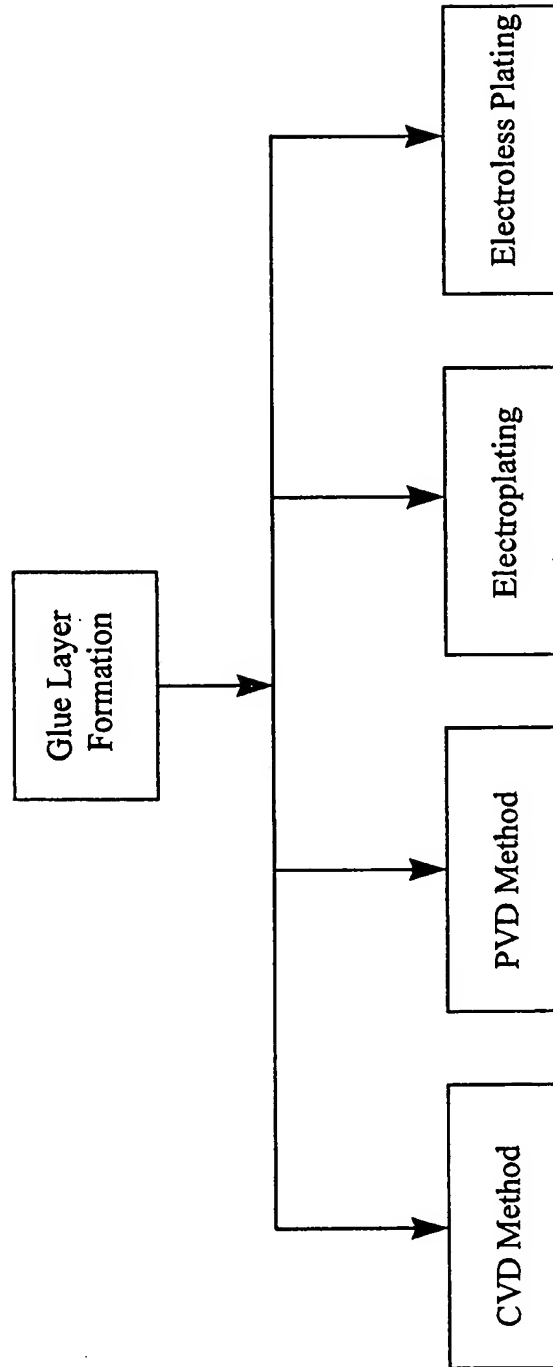 Glue Layer
Formation
CVD Method
PVD Method
Electroplating
Electroless Plating